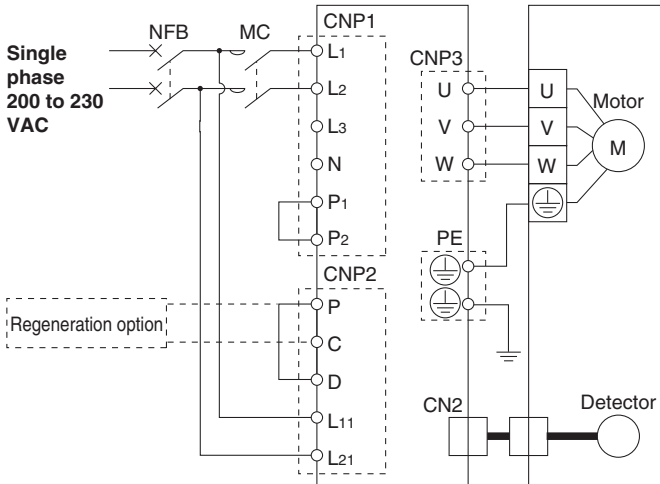 NFB
MC
CNP1
Single
phase
200 to 230
VAC
L1
L2
L3
N
P1
P2
CNP3
U
V
W
U
V
W
Motor
M
PE
CNP2
Regeneration option
P
C
D
L11
L21
CN2
Detector